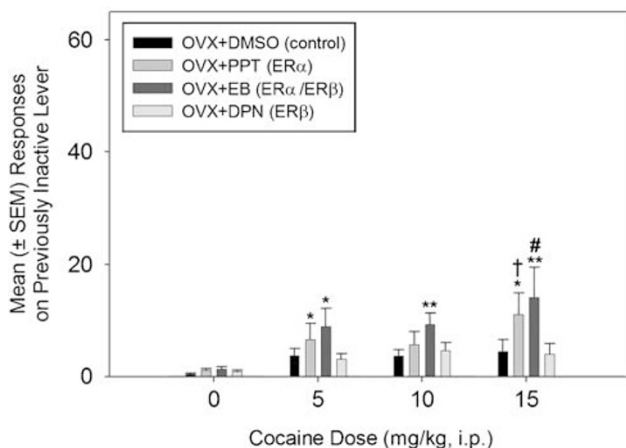 60
40
20
0
Mean (± SEM) Responses
on Previously Inactive Lever
OVX+DMSO (control)
OVX+PPT (ERα)
OVX+EB (ERα/ERβ)
OVX+DPN (ERβ)
* * ** † * # **
0 5 10 15
Cocaine Dose (mg/kg, i.p.)